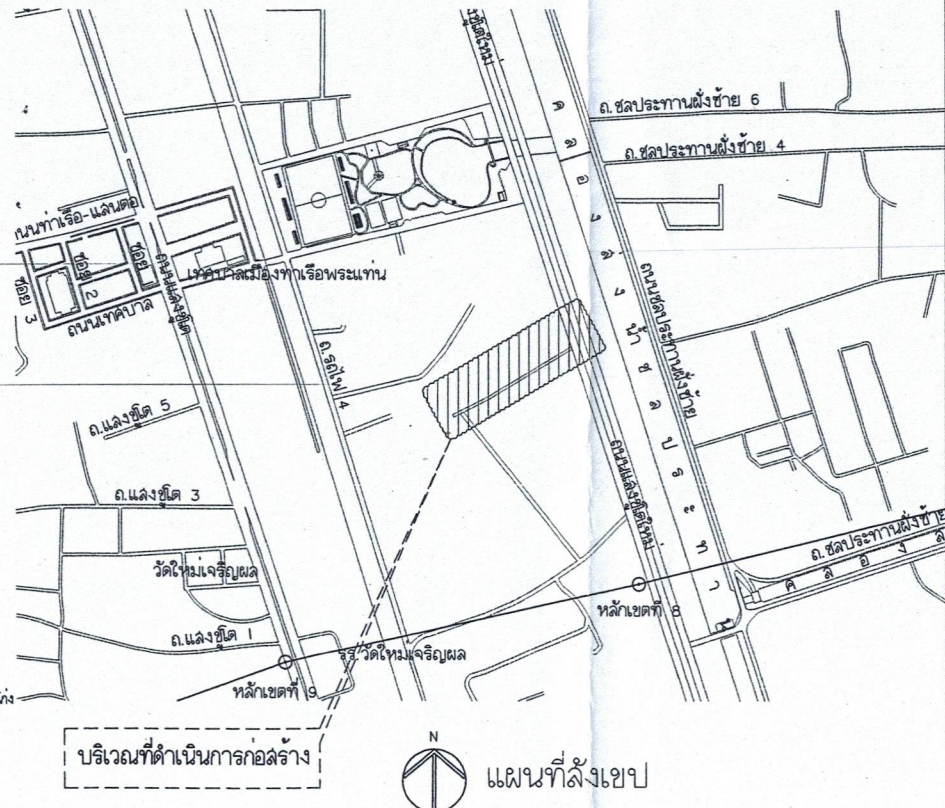 ถ.ชลประทานฝั่งซ้าย 6
ถ.ชลประทานฝั่งซ้าย 4
คลองส่งน้ำชลประทาน
ถนนชลประทานฝั่งซ้าย
เทศบาลเมืองท่าเรือพระแท่น
ซอย 3
ซอย 2
ซอย
ถนนเทศบาล
ถนนแสงชูโต
ถ.รถไฟ 4
ถ.แสงชูโต 5
ถ.แสงชูโต 3
วัดใหม่เจริญผล
ถ.แสงชูโต 1
รร.วัดใหม่เจริญผล
หลักเขตที่ 9
หลักเขตที่ 8
ถนนแสงชูโตใหม่
ถ.ชลประทานฝั่งซ้าย
บริเวณที่ดำเนินการก่อสร้าง
N
แผนที่สังเขป